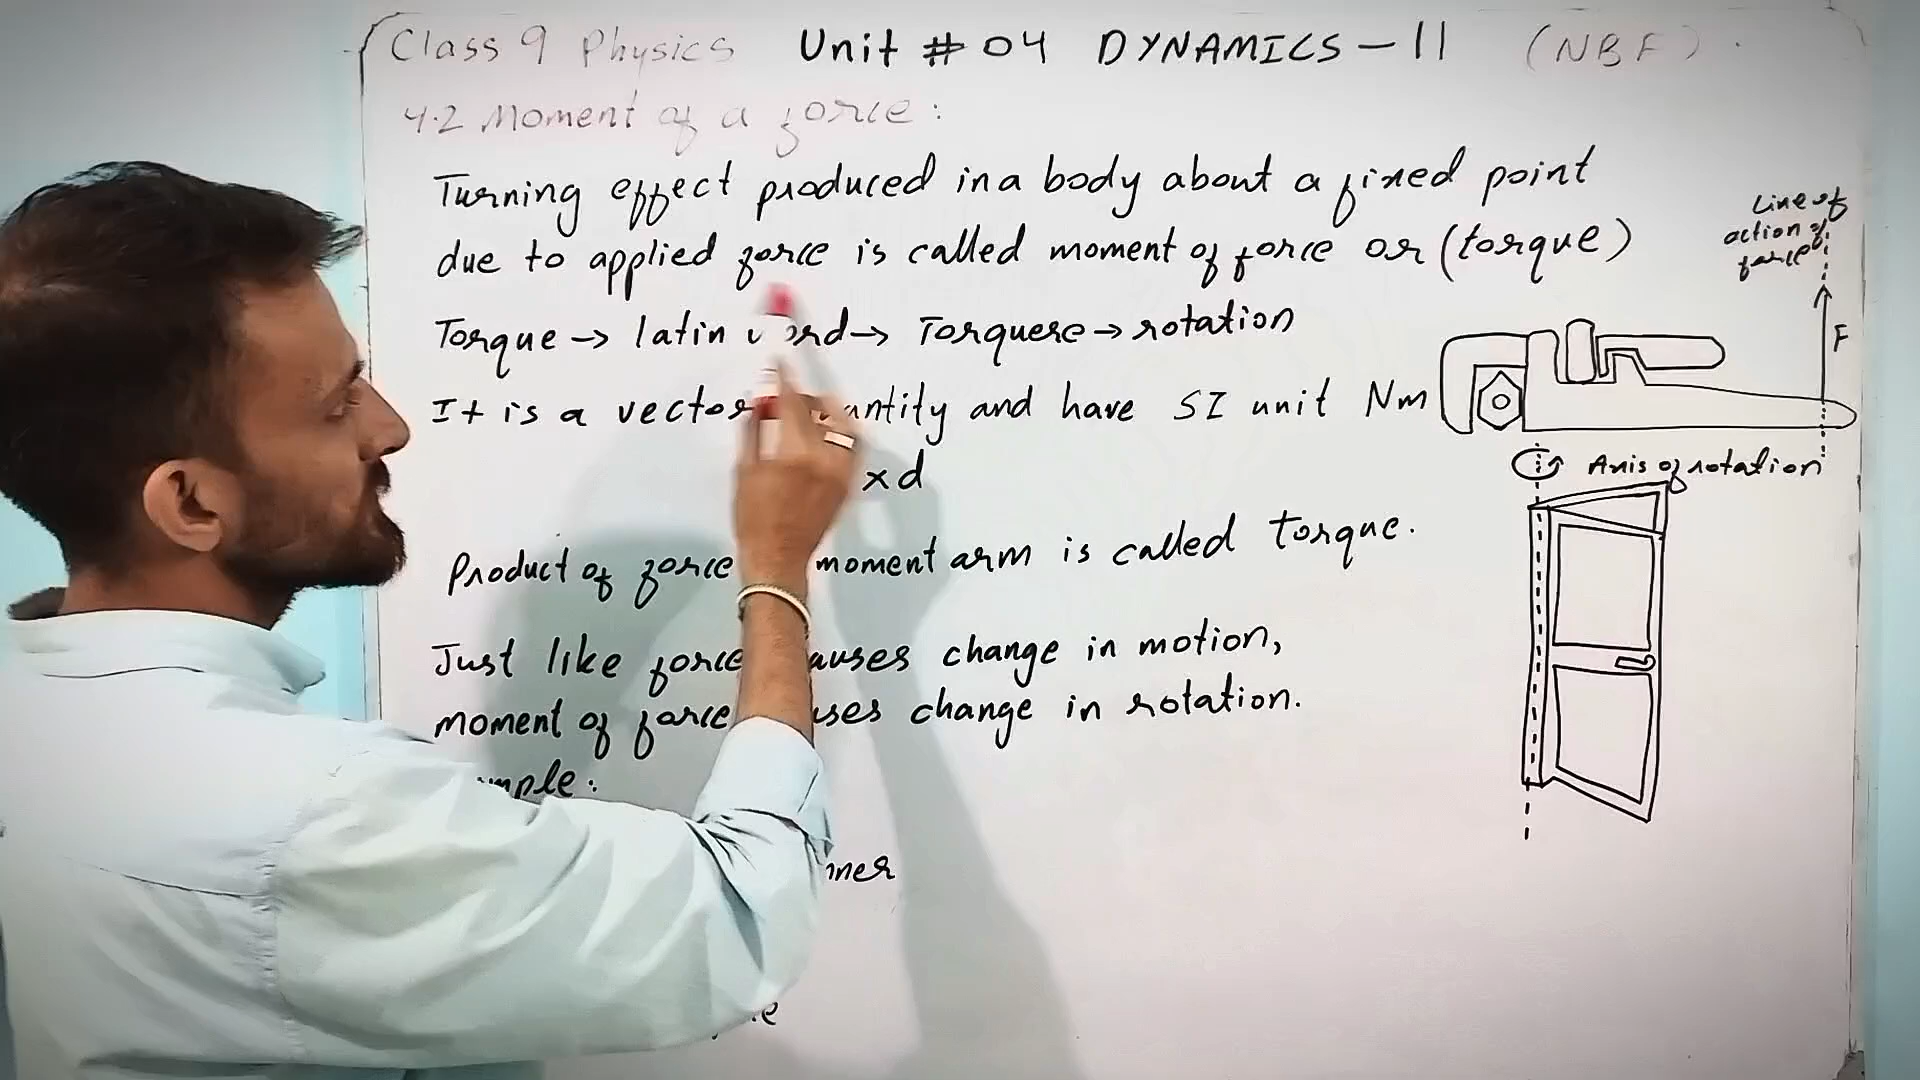 Class 9 Physics Unit # 04 DYNAMICS - II (NBF)
4.2 Moment of a force:
Turning effect produced in a body about a fixed point
due to applied force is called moment of force or (torque)
Torque → latin → Torquere → rotation
It is a vector and have SI unit Nm
× d
Product of force moment arm is called torque.
Just like force change in motion,
moment of force change in rotation.
Line of
action of
force
F
Axis of rotation